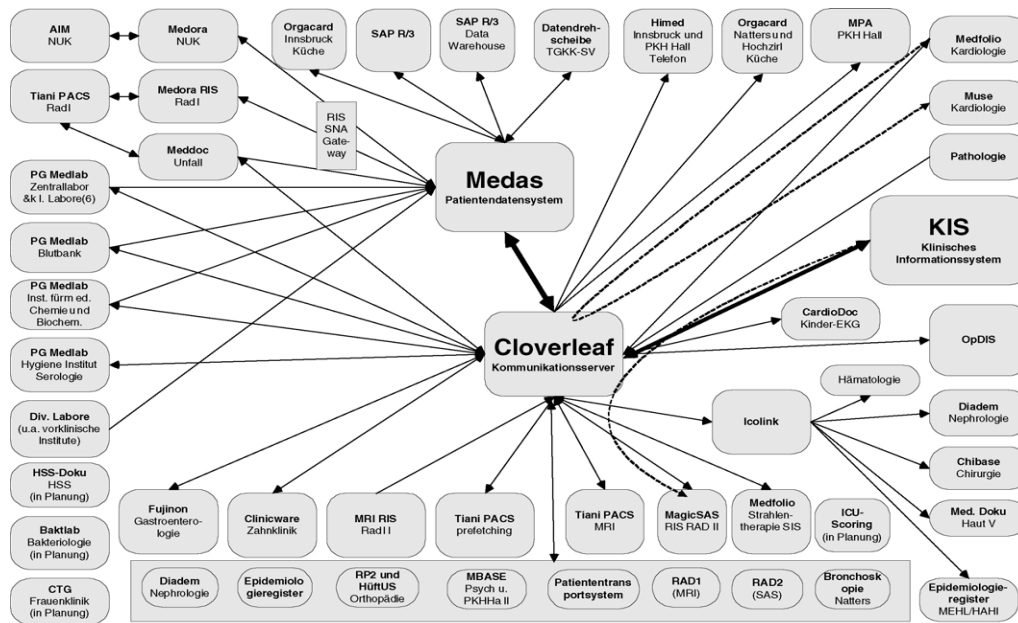 AIM
NUK
Medora
NUK
Orgacard
Innsbruck
Küche
SAP R/3
SAP R/3
Data
Warehouse
Datendreh-
scheibe
TGKK-SV
Himed
Innsbruck und
PKH Hall
Telefon
Orgacard
Natters und
Hochzirl
Küche
MPA
PKH Hall
Medfolio
Kardiologie
Tiani PACS
Rad I
Medora RIS
Rad I
RIS
SNA
Gate-
way
Muse
Kardiologie
Meddoc
Unfall
Medas
Patientendatensystem
Pathologie
PG Medlab
Zentrallabor
&k l. Labore(6)
KIS
Klinisches
Informationssystem
PG Medlab
Blutbank
PG Medlab
Inst. fürm ed.
Chemie und
Biochem.
Cloverleaf
Kommunikationsserver
CardioDoc
Kinder-EKG
OpDIS
PG Medlab
Hygiene Institut
Serologie
Hämatologie
Div. Labore
(u.a. vorklinische
Institute)
Icolink
Diadem
Nephrologie
HSS-Doku
HSS
(in Planung)
Chibase
Chirurgie
Fujinon
Gastroentero-
logie
Clinicware
Zahnklinik
MRI RIS
Rad I I
Tiani PACS
prefetching
Tiani PACS
MRI
MagicSAS
RIS RAD II
Medfolio
Strahlen-
therapie SIS
ICU-
Scoring
(in Planung)
Med. Doku
Haut V
Baktlab
Bakteriologie
(in Planung)
CTG
Frauenklinik
(in Planung)
Diadem
Nephrologie
Epidemiolo
gieregister
RP2 und
HüftUS
Orthopädie
MBASE
Psych u.
PKHHa ll
Patiententrans
portsystem
RAD1
(MRI)
RAD2
(SAS)
Bronchosk
opie
Natters
Epidemiologie-
register
MEHL/HAHI